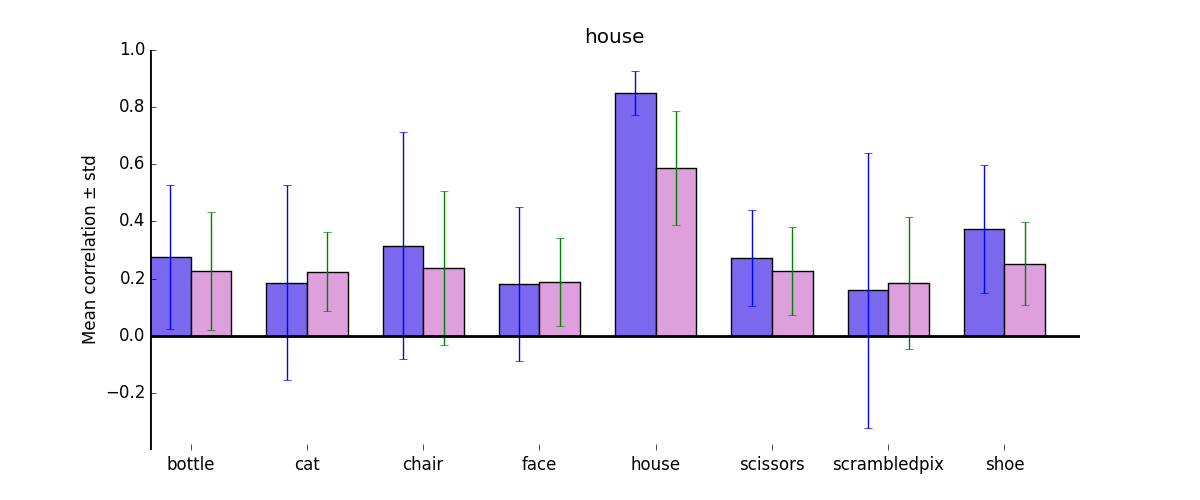 house
Mean correlation ± std
1.0
0.8
0.6
0.4
0.2
0.0
−0.2
bottle cat chair face house scissors scrambledpix shoe